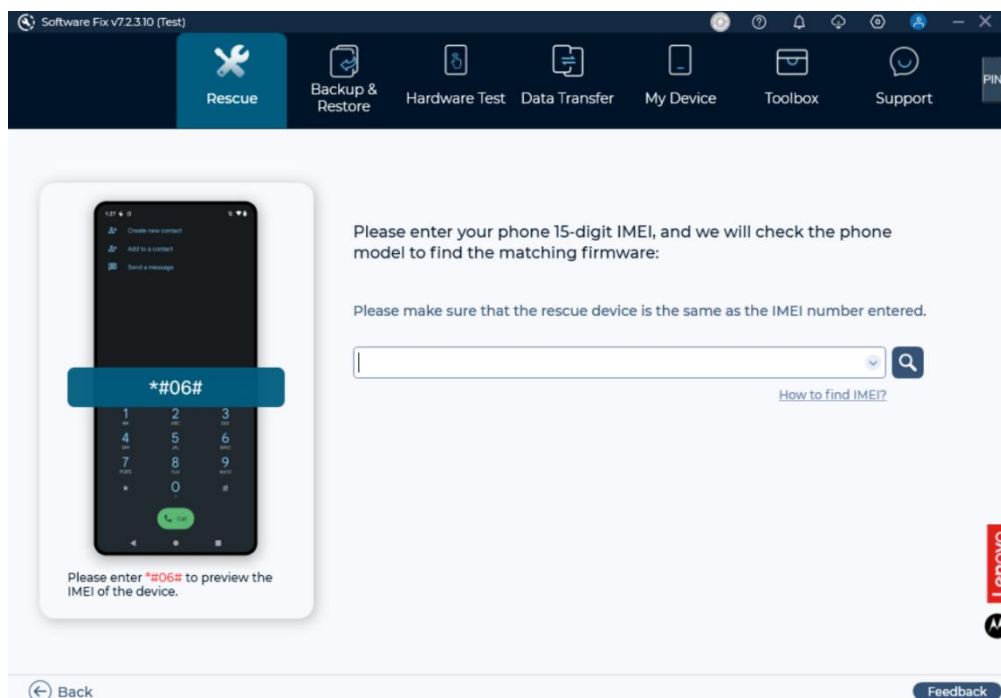 Software Fix v7.2.3.10 (Test)
Rescue
Backup &
Restore
Hardware Test
Data Transfer
My Device
Toolbox
Support
PIN
1:27
Create new contact
Add to a contact
Send a message
*#06#
1 2 3
4 5 6
7 8 9
* 0 #
Call
Please enter *#06# to preview the
IMEI of the device.
Please enter your phone 15-digit IMEI, and we will check the phone
model to find the matching firmware:
Please make sure that the rescue device is the same as the IMEI number entered.
How to find IMEI?
Lenovo
Back
Feedback